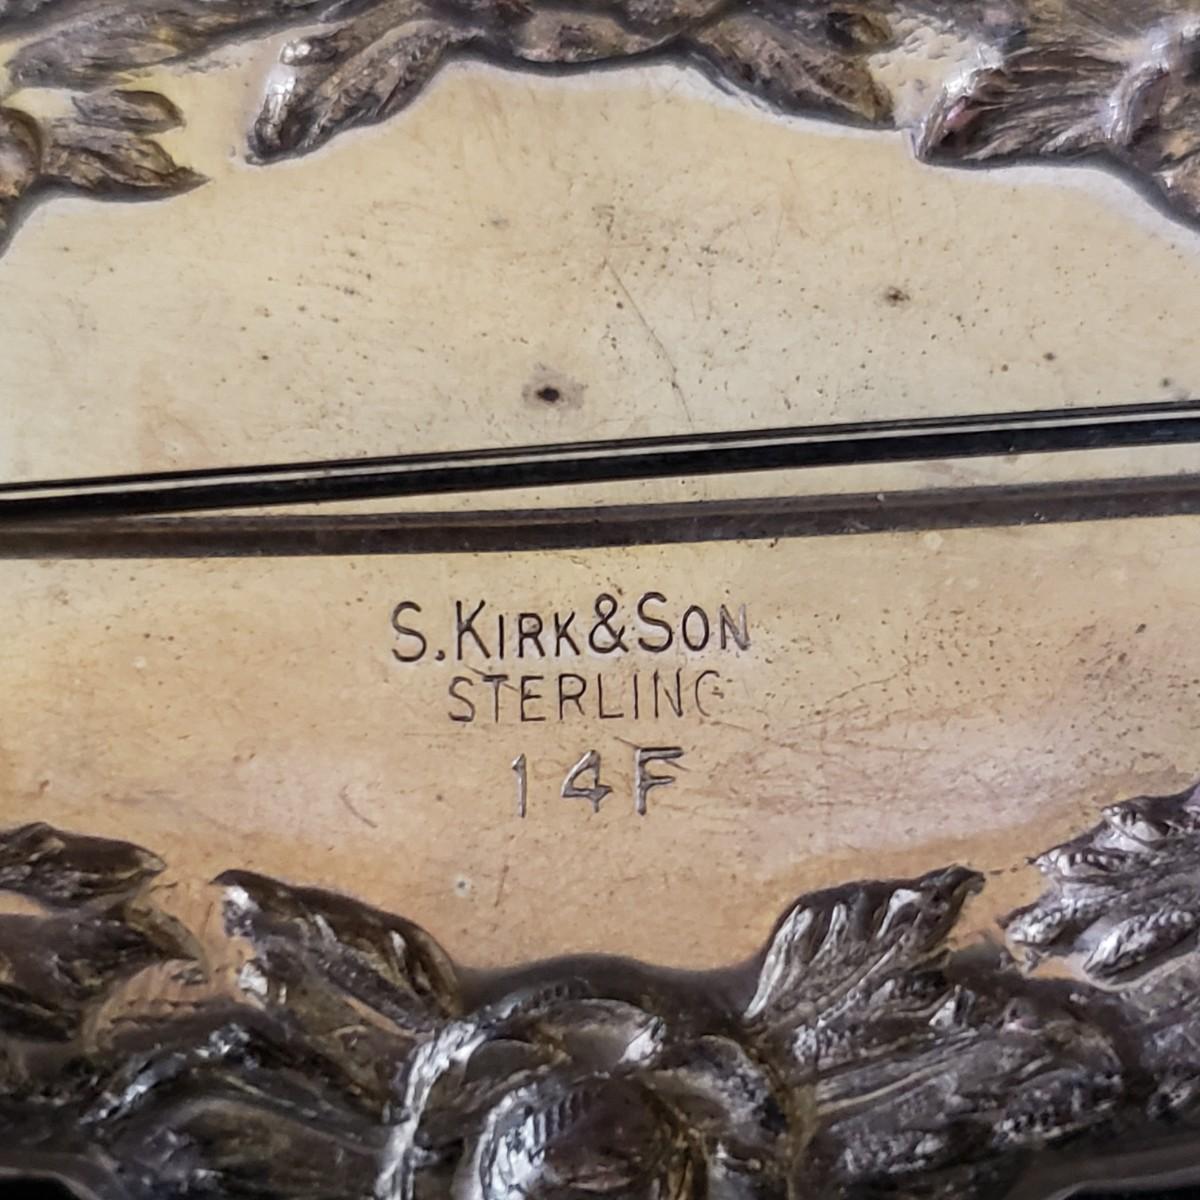 S. KIRK & SON
STERLING
14F